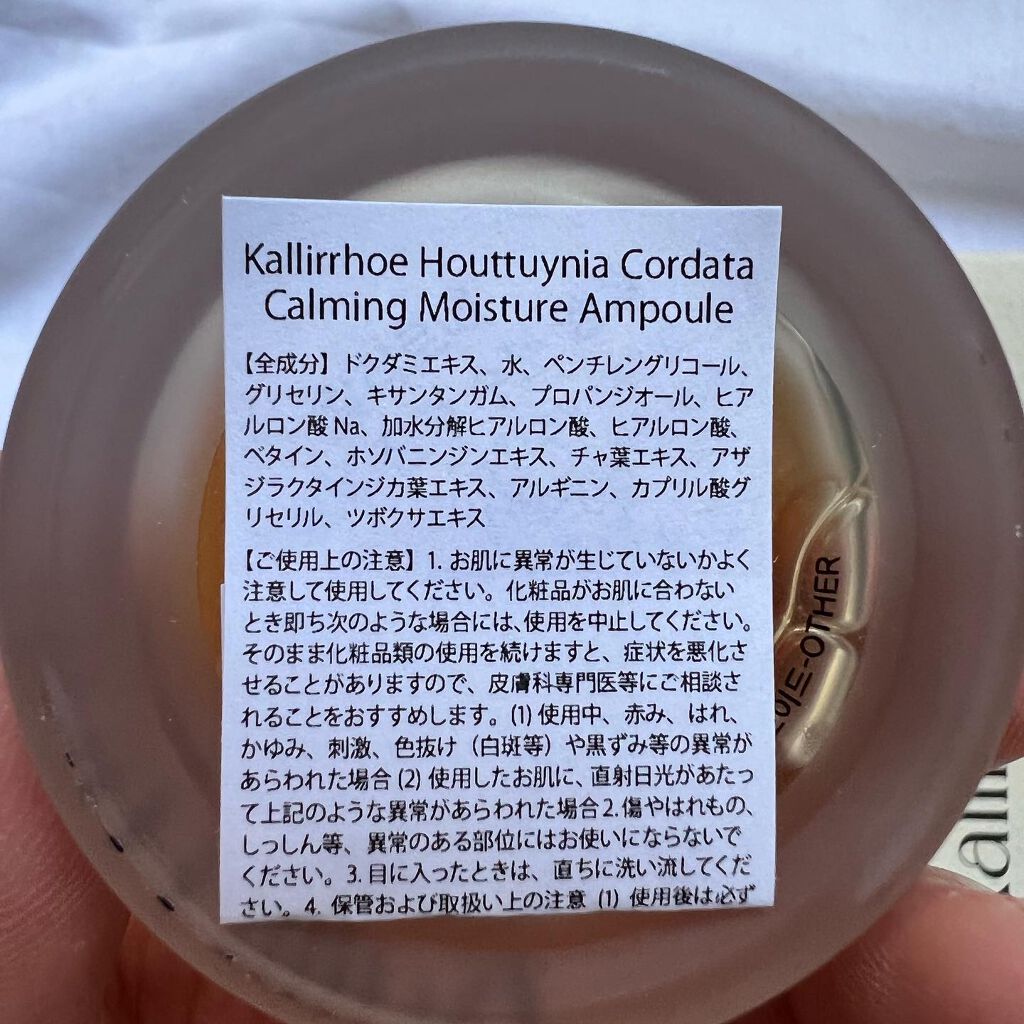 Kallirrhoe Houttuynia Cordata
Calming Moisture Ampoule
【全成分】ドクダミエキス、水、ペンチレングリコール、
グリセリン、キサンタンガム、プロパンジオール、ヒア
ルロン酸Na、加水分解ヒアルロン酸、ヒアルロン酸、
ベタイン、ホソバニンジンエキス、チャ葉エキス、アザ
ジラクタインジカ葉エキス、アルギニン、カプリル酸グ
リセリル、ツボクサエキス
【ご使用上の注意】1. お肌に異常が生じていないかよく
注意して使用してください。化粧品がお肌に合わない
とき即ち次のような場合には、使用を中止してください。
そのまま化粧品類の使用を続けますと、症状を悪化さ
せることがありますので、皮膚科専門医等にご相談さ
れることをおすすめします。(1) 使用中、赤み、はれ、
かゆみ、刺激、色抜け（白斑等）や黒ずみ等の異常が
あらわれた場合 (2) 使用したお肌に、直射日光があたっ
て上記のような異常があらわれた場合 2. 傷やはれもの、
しっしん等、異常のある部位にはお使いにならないで
ください。3. 目に入ったときは、直ちに洗い流してくだ
さい。4. 保管および取扱い上の注意 (1) 使用後は必ず
OTHER